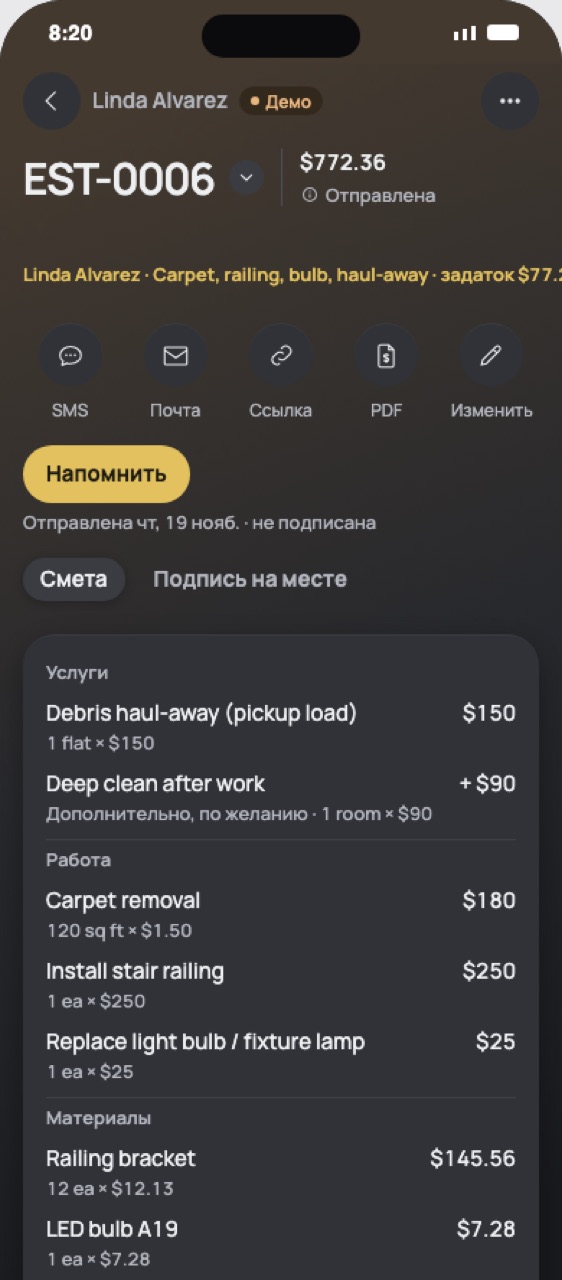 8:20
Linda Alvarez
Демо
EST-0006
$772.36
Отправлена
Linda Alvarez · Carpet, railing, bulb, haul-away · задаток $77.2
SMS
Почта
Ссылка
PDF
Изменить
Напомнить
Отправлена чт, 19 нояб. · не подписана
Смета
Подпись на месте
Услуги
Debris haul-away (pickup load) $150
1 flat × $150
Deep clean after work + $90
Дополнительно, по желанию · 1 room × $90
Работа
Carpet removal $180
120 sq ft × $1.50
Install stair railing $250
1 ea × $250
Replace light bulb / fixture lamp $25
1 ea × $25
Материалы
Railing bracket $145.56
12 ea × $12.13
LED bulb A19 $7.28
1 ea × $7.28